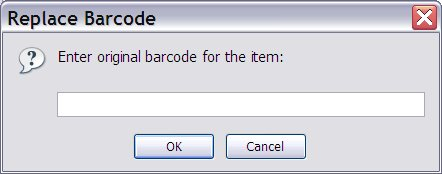 Replace Barcode
Enter original barcode for the item:
OK
Cancel